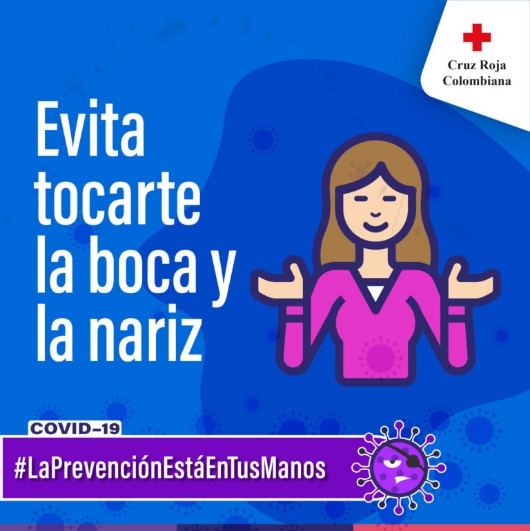 Cruz Roja
Colombiana
Evita
tocarte
la boca y
la nariz
COVID-19
#LaPrevenciónEstáEnTusManos